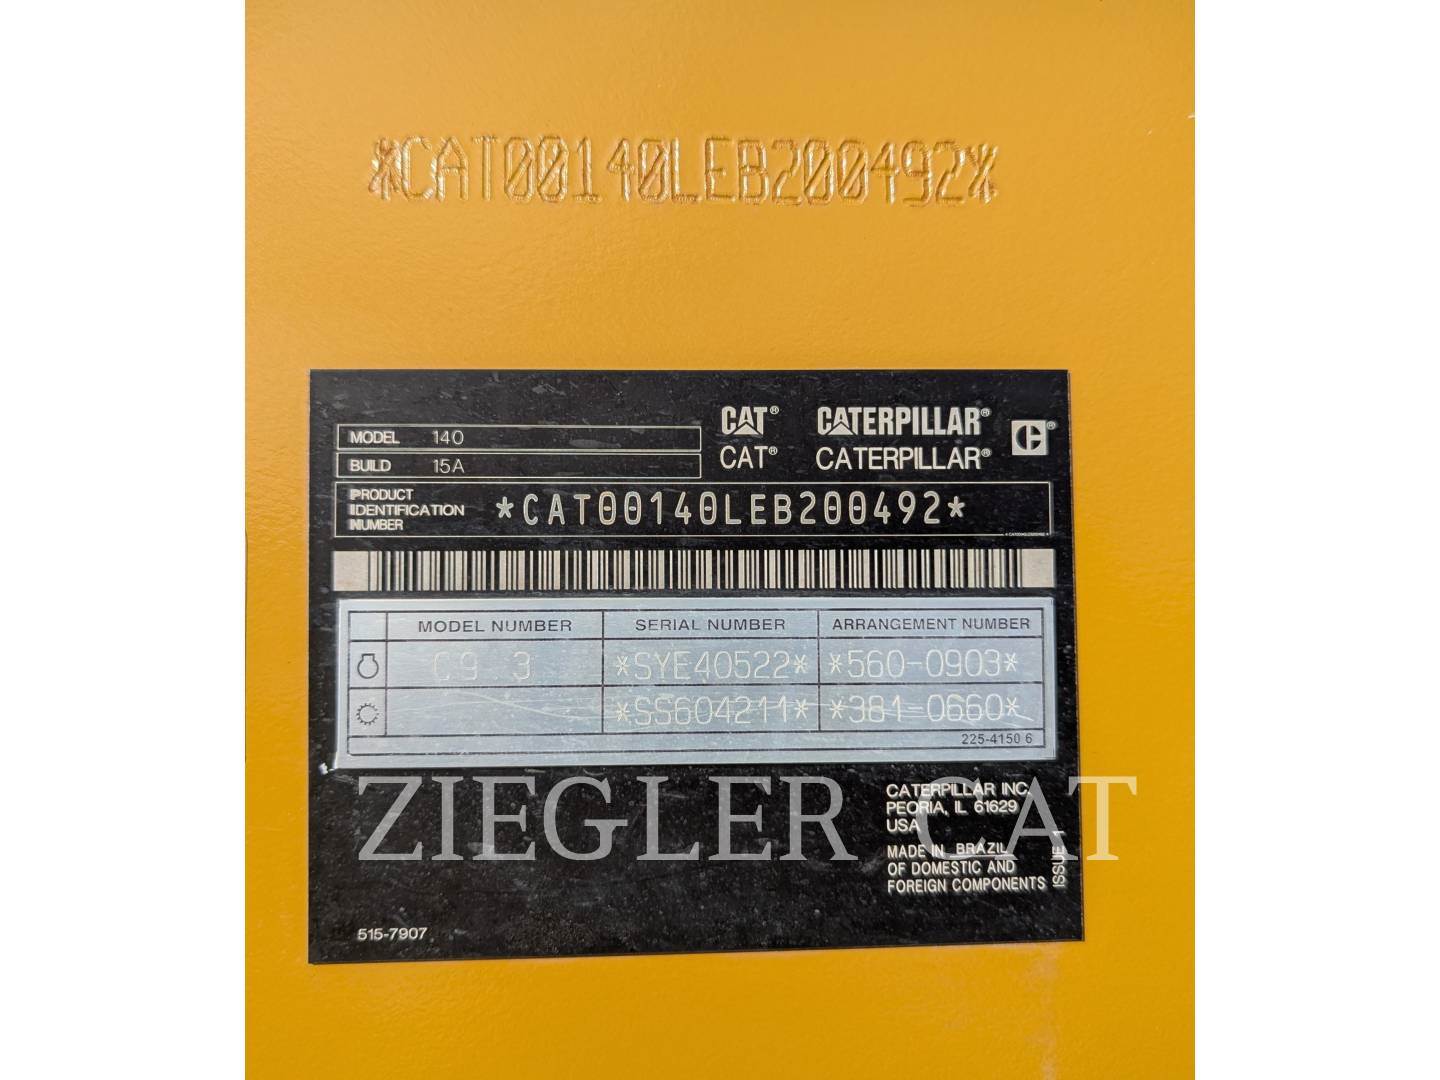 *CAT00140LEB200492*
MODEL 140
BUILD 15A
CAT® CATERPILLAR®
CAT® CATERPILLAR®
PRODUCT
IDENTIFICATION
NUMBER
*CAT00140LEB200492*
MODEL NUMBER SERIAL NUMBER ARRANGEMENT NUMBER
C9.3 *SYE40522* *560-0903*
*SS604211* *381-0660*
225-4150 6
ZIEGLER CAT
CATERPILLAR INC.
PEORIA, IL 61629
USA
MADE IN BRAZIL
OF DOMESTIC AND
FOREIGN COMPONENTS
ISSUE 1
515-7907